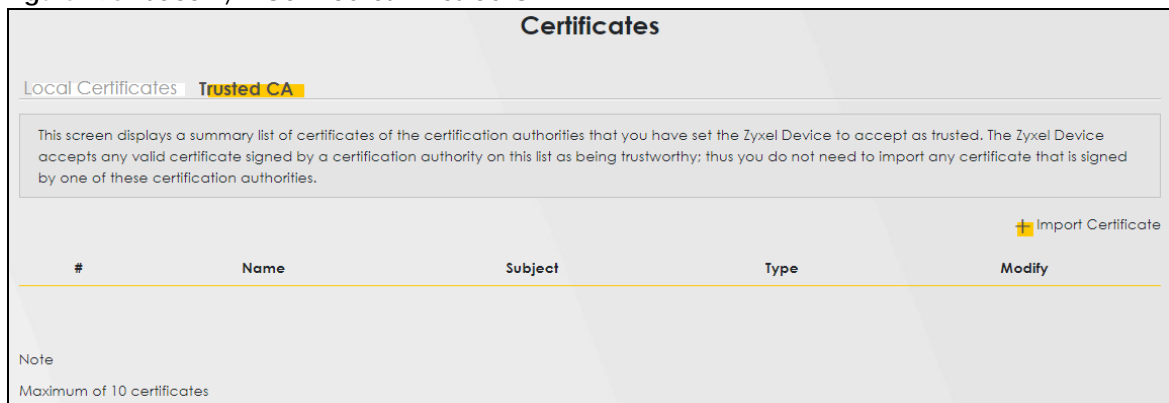 Certificates
Local Certificates Trusted CA
This screen displays a summary list of certificates of the certification authorities that you have set the Zyxel Device to accept as trusted. The Zyxel Device
accepts any valid certificate signed by a certification authority on this list as being trustworthy; thus you do not need to import any certificate that is signed
by one of these certification authorities.
+ Import Certificate
# Name Subject Type Modify
Note
Maximum of 10 certificates